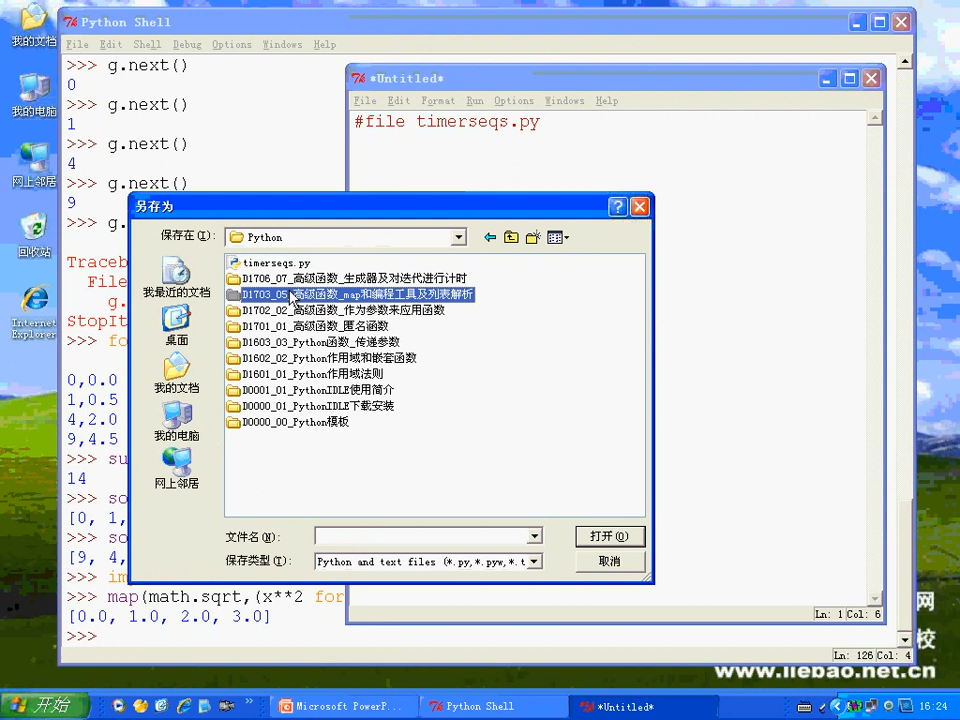 我的文档
我的电脑
网上邻居
回收站
Internet
Explorer
Python Shell
File Edit Shell Debug Options Windows Help
>>> g.next()
0
>>> g.next()
1
>>> g.next()
4
>>> g.next()
9
>>> g.
Traceb
File
g.
StopIt
>>> fo
0,0.0
1,0.5
4,2.0
9,4.5
>>> su
14
>>> so
[0, 1,
>>> so
[9, 4,
>>> im
>>> map(math.sqrt,(x**2 for
[0.0, 1.0, 2.0, 3.0]
>>>
Ln: 126 Col: 4
*Untitled*
File Edit Format Run Options Windows Help
#file timerseqs.py
Ln: 1 Col: 6
另存为
保存在(I):
Python
我最近的文档
桌面
我的文档
我的电脑
网上邻居
timerseqs.py
D1706_07_高级函数_生成器及对迭代进行计时
D1703_05_高级函数_map和编程工具及列表解析
D1702_02_高级函数_作为参数来应用函数
D1701_01_高级函数_匿名函数
D1603_03_Python函数_传递参数
D1602_02_Python作用域和嵌套函数
D1601_01_Python作用域法则
D0001_01_PythonIDLE使用简介
D0000_01_PythonIDLE下载安装
D0000_00_Python模板
文件名(N):
打开(O)
保存类型(T):
Python and text files (*.py,*.pyw,*.t
取消
网
校
www.liebao.net.cn
开始
Microsoft PowerP...
Python Shell
*Untitled*
16:24